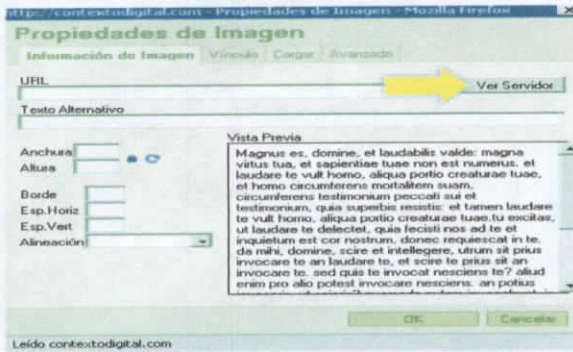 http://contextodigital.com - Propiedades de Imagen - Mozilla Firefox
Propiedades de Imagen
Información de Imagen Vínculo Cargar Avanzado
URL
Ver Servidor
Texto Alternativo
Anchura
Altura
Borde
Esp.Horiz
Esp.Vert
Alineación
Vista Previa
Magnus es, domine, et laudabilis valde: magna
virtus tua, et sapientiae tuae non est numerus. et
laudare te vult homo, aliqua portio creaturae tuae,
et homo circumferens mortalitem suam,
circumferens testimonium peccati sui et
testimonium, quia superbis resistis: et tamen laudare
te vult homo, aliqua portio creaturae tuae.tu excitas,
ut laudare te delectet, quia fecisti nos ad te et
inquietum est cor nostrum, donec requiescat in te.
da mihi, domine, scire et intellegere, utrum sit prius
invocare te an laudare te, et scire te prius sit an
invocare te. sed quis te invocat nesciens te? aliud
enim pro alio potest invocare nesciens. an potius
OK Cancelar
Leído contextodigital.com